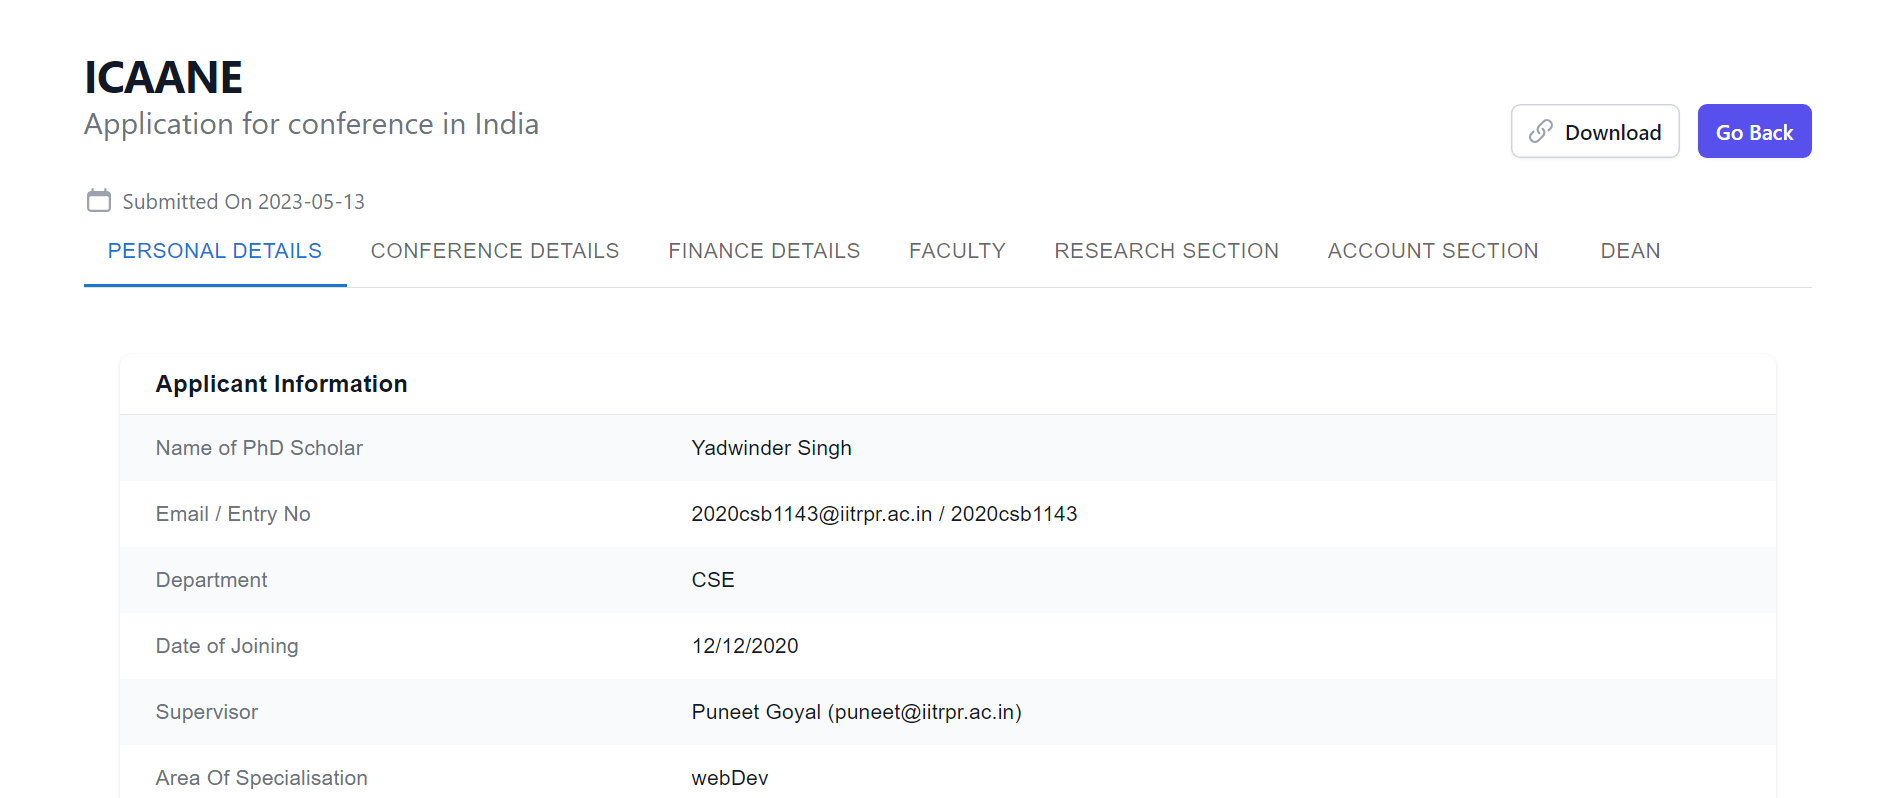 ICAANE
Application for conference in India
Download
Go Back
Submitted On 2023-05-13
PERSONAL DETAILS CONFERENCE DETAILS FINANCE DETAILS FACULTY RESEARCH SECTION ACCOUNT SECTION DEAN
Applicant Information
Name of PhD Scholar Yadwinder Singh
Email / Entry No 2020csb1143@iitrpr.ac.in / 2020csb1143
Department CSE
Date of Joining 12/12/2020
Supervisor Puneet Goyal (puneet@iitrpr.ac.in)
Area Of Specialisation webDev